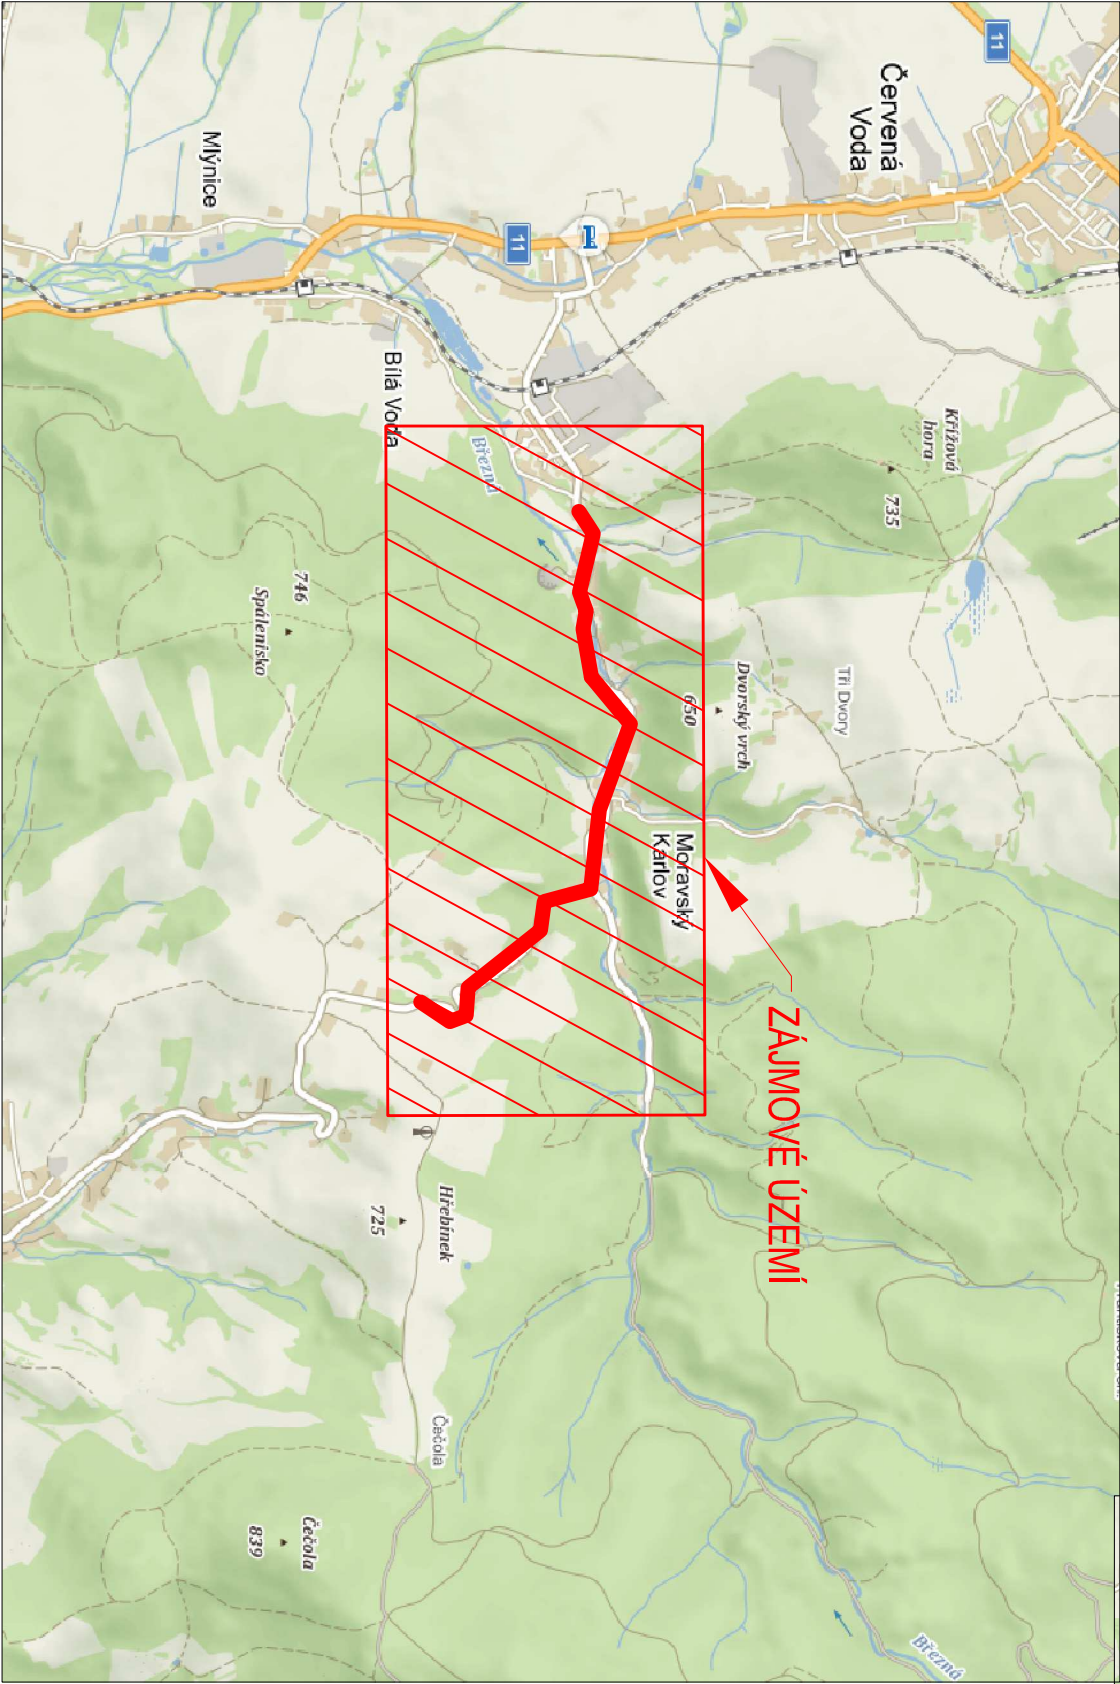 11
Červená
Voda
Křížová
hora
735
Tři Dvory
Dvorský vrch
650
ZÁJMOVÉ ÚZEMÍ
Moravský
Karlov
11
Březná
Březná
Bílá Voda
Mlýnice
746
Spálenisko
Hřebínek
725
Čečola
Čečola
839